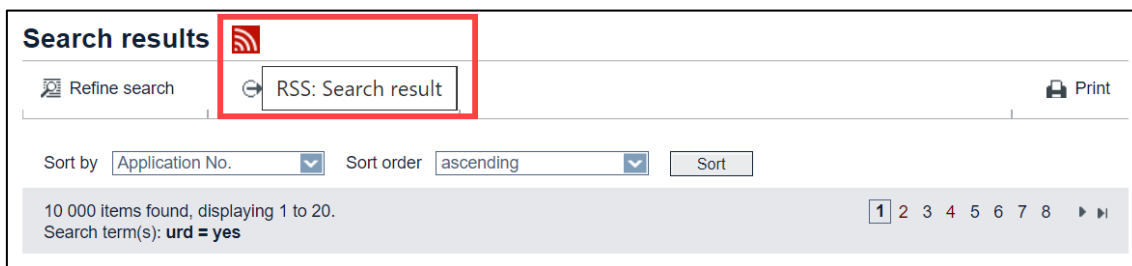 Search results
Refine search
RSS: Search result
Print
Sort by Application No. Sort order ascending Sort
10 000 items found, displaying 1 to 20. 1 2 3 4 5 6 7 8
Search term(s): urd = yes